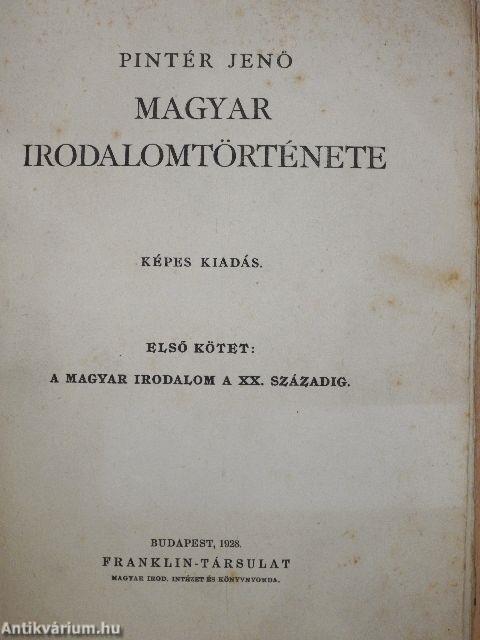 PINTÉR JENŐ
MAGYAR
IRODALOMTÖRTÉNETE
KÉPES KIADÁS.
ELSŐ KÖTET:
A MAGYAR IRODALOM A XX. SZÁZADIG.
BUDAPEST, 1928.
FRANKLIN-TÁRSULAT
MAGYAR IROD. INTÉZET ÉS KÖNYVNYOMDA.
Antikvárium.hu